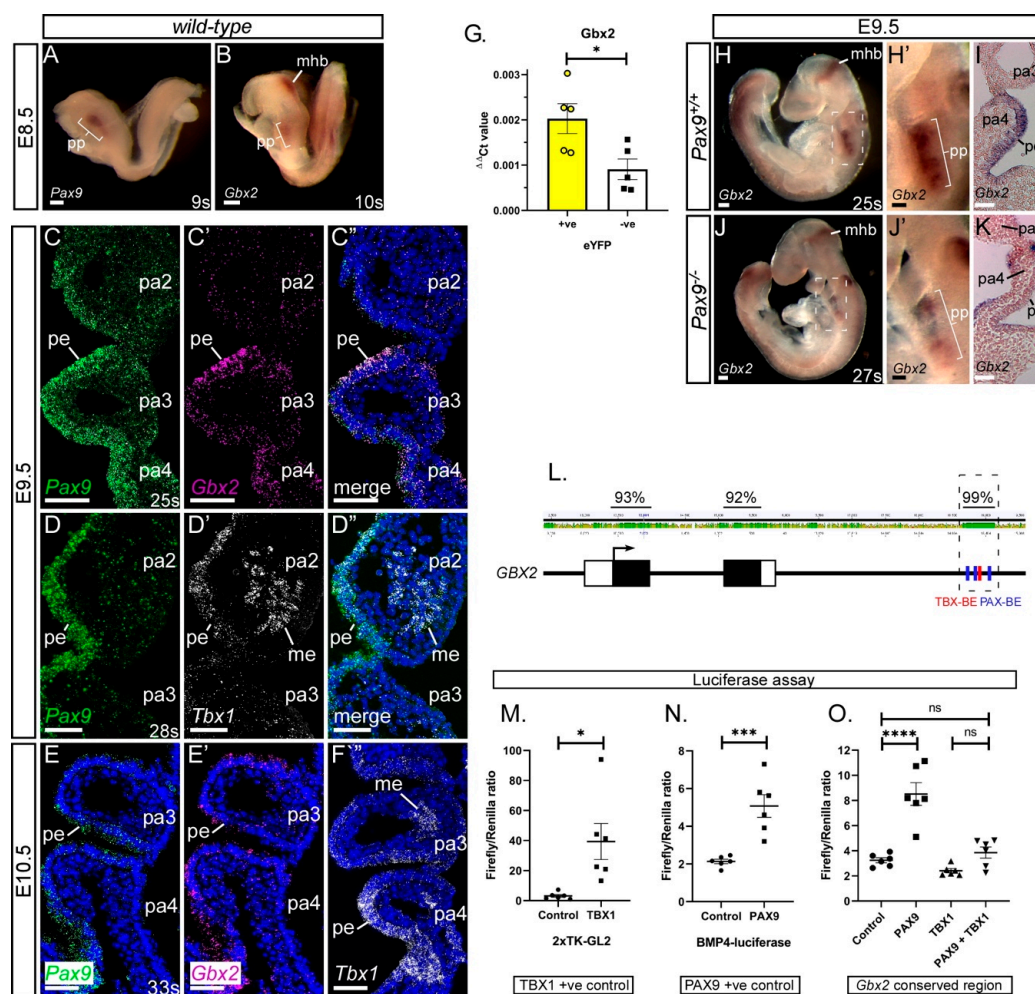 wild-type
E8.5
A
pp
Pax9
9s
B
mhb
pp
Gbx2
10s
G.
Gbx2
*
ΔΔCt value
0.003
0.002
0.001
0.000
+ve
-ve
eYFP
E9.5
Pax9+/+
H
mhb
Gbx2
25s
H'
pp
Gbx2
I
pa3
pa4
Gbx2
Pax9-/-
J
mhb
Gbx2
27s
J'
pp
Gbx2
K
pa4
Gbx2
E9.5
C
pe
Pax9
25s
C'
pa2
pe
pa3
pa4
Gbx2
C"
pa2
pe
pa3
pa4
merge
D
pe
Pax9
28s
D'
pa2
pe
me
pa3
Tbx1
D"
pa2
pe
me
pa3
merge
E10.5
E
pe
Pax9
33s
E'
pa3
pe
pa4
Gbx2
F'"
me
pa3
pe
pa4
Tbx1
L.
93%
92%
99%
GBX2
TBX-BE
PAX-BE
Luciferase assay
M.
*
Firefly/Renilla ratio
100
80
60
40
20
0
Control
TBX1
2xTK-GL2
TBX1 +ve control
N.
***
Firefly/Renilla ratio
8
6
4
2
0
Control
PAX9
BMP4-luciferase
PAX9 +ve control
O.
ns
****
ns
Firefly/Renilla ratio
12
10
8
6
4
2
0
Control
PAX9
TBX1
PAX9 + TBX1
Gbx2 conserved region